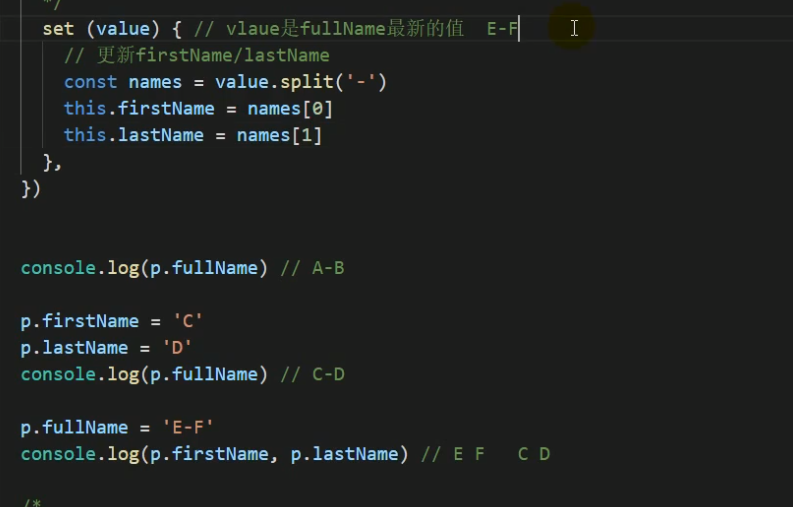 */
set (value) { // vlaue是fullName最新的值  E-F
// 更新firstName/lastName
const names = value.split('-')
this.firstName = names[0]
this.lastName = names[1]
},
})
console.log(p.fullName) // A-B
p.firstName = 'C'
p.lastName = 'D'
console.log(p.fullName) // C-D
p.fullName = 'E-F'
console.log(p.firstName, p.lastName) // E F   C D
/*